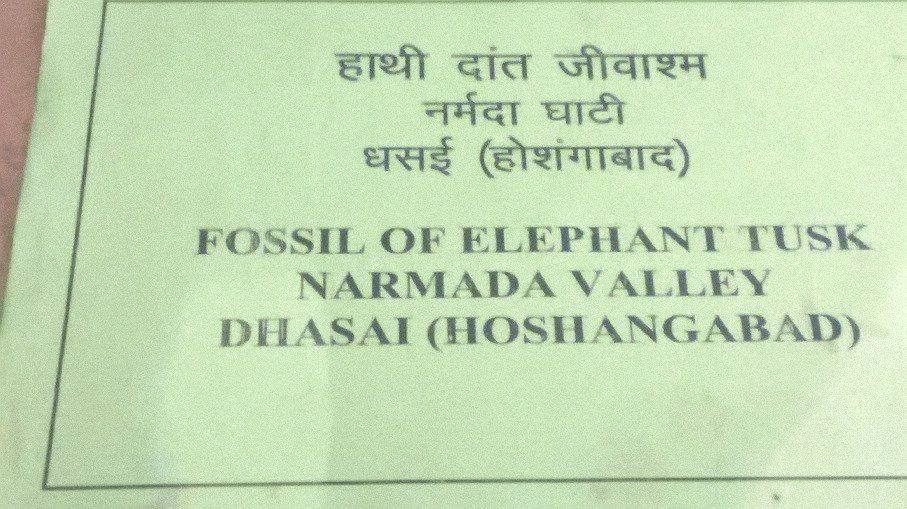 हाथी दांत जीवाश्म
नर्मदा घाटी
धसई (होशंगाबाद)
FOSSIL OF ELEPHANT TUSK
NARMADA VALLEY
DHASAI (HOSHANGABAD)